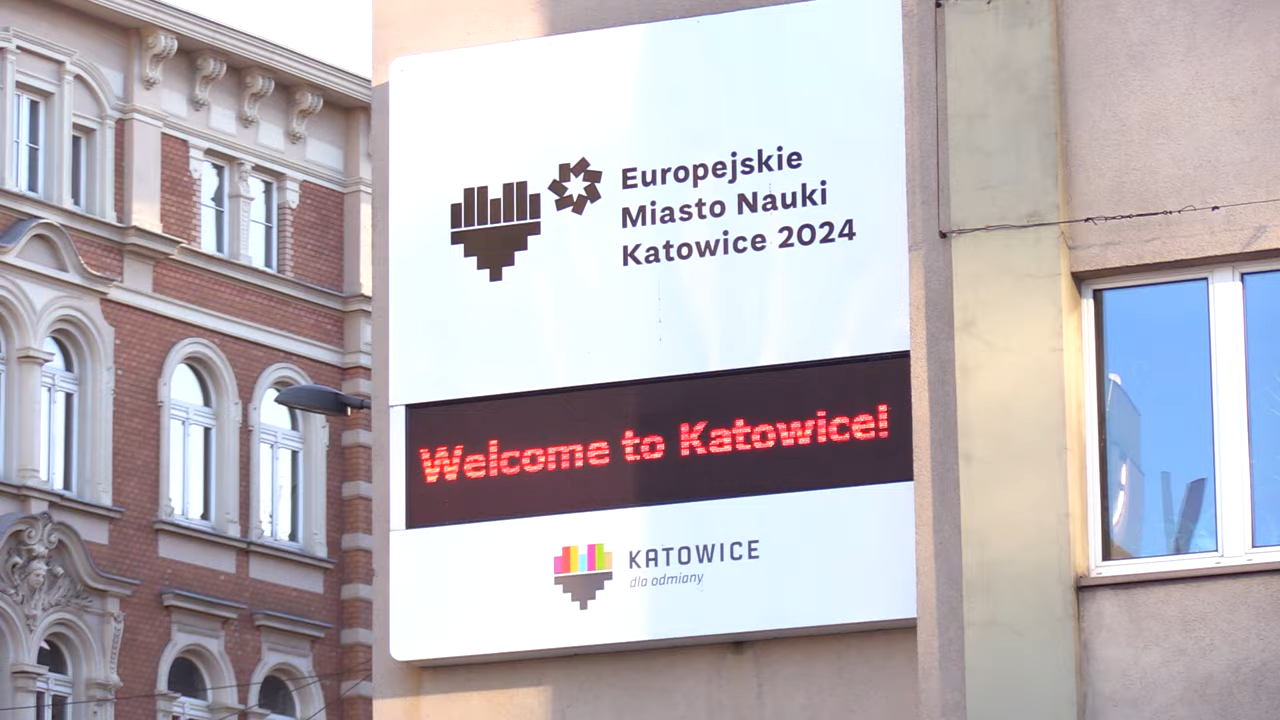 Europejskie
Miasto Nauki
Katowice 2024
Welcome to Katowice!
KATOWICE
dla odmiany